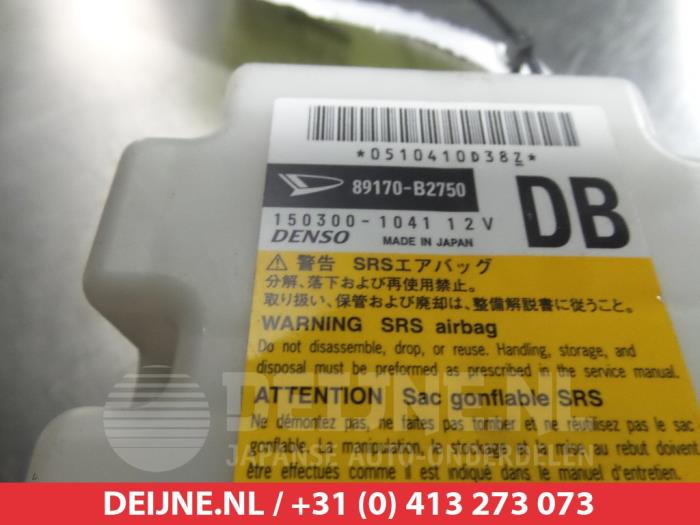 *0510410D38Z*
89170-B2750
150300-1041 12V
DENSO MADE IN JAPAN
DB
⚠ 警告 SRSエアバッグ
分解、落下および再使用禁止。
取り扱い、保管および廃却は、整備解説書に従うこと。
WARNING SRS airbag
Do not disassemble, drop, or reuse. Handling, storage, and
disposal must be preformed as prescribed in the service manual.
ATTENTION Sac gonflable SRS
Ne démontez pas, ne faites pas tomber et ne réutilisez pas le sac
gonflable. La manipulation, le stockage et la mise au rebut doivent
être effectués comme il est indiqué dans le manuel d'entretien.
DEIJNE.NL
JAPANSE AUTO-ONDERDELEN
DEIJNE.NL / +31 (0) 413 273 073